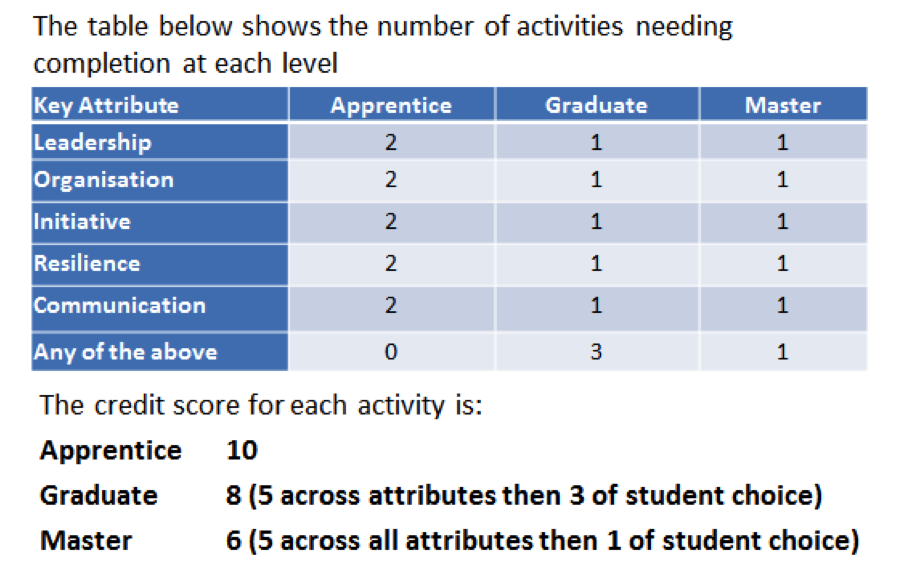 The table below shows the number of activities needing
completion at each level
Key Attribute Apprentice Graduate Master
Leadership 2 1 1
Organisation 2 1 1
Initiative 2 1 1
Resilience 2 1 1
Communication 2 1 1
Any of the above 0 3 1
The credit score for each activity is:
Apprentice 10
Graduate 8 (5 across attributes then 3 of student choice)
Master 6 (5 across all attributes then 1 of student choice)